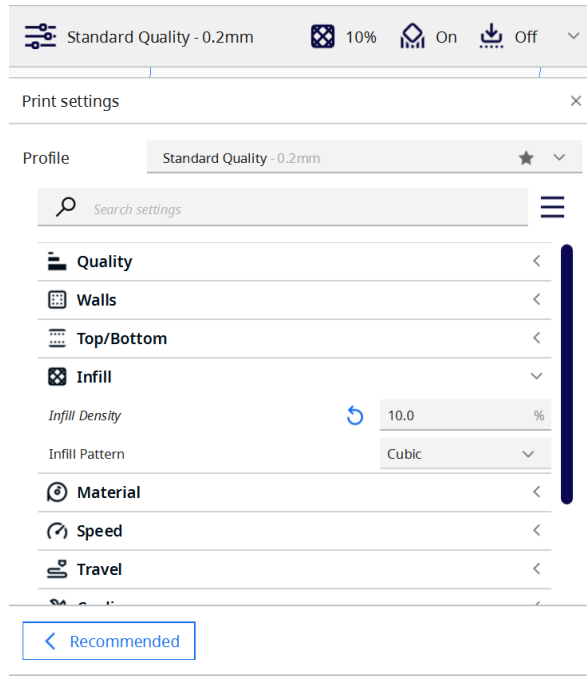 Standard Quality - 0.2mm 10% On Off
Print settings
Profile Standard Quality - 0.2mm
Search settings
Quality
Walls
Top/Bottom
Infill
Infill Density 10.0 %
Infill Pattern Cubic
Material
Speed
Travel
Recommended